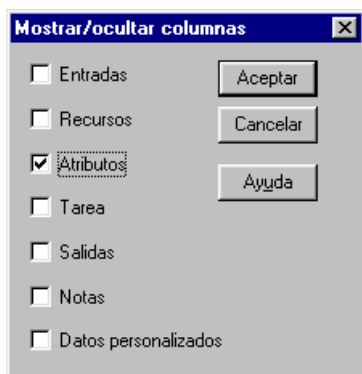 Mostrar/ocultar columnas
Entradas
Aceptar
Recursos
Cancelar
Atributos
Ayuda
Tarea
Salidas
Notas
Datos personalizados